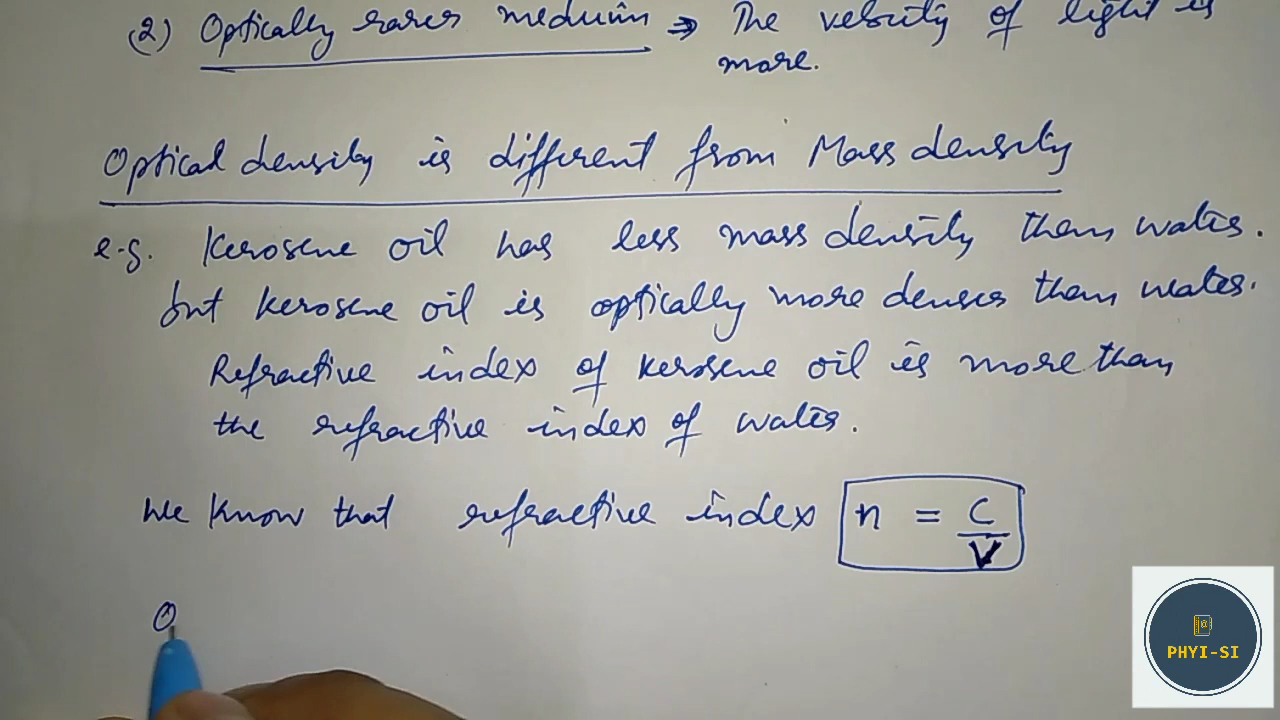 (2) Optically rarer medium ⇒ The velocity of light is
more.
Optical density is different from Mass density
e.g. Kerosene oil has less mass density than water.
but kerosene oil is optically more denser than water.
Refractive index of kerosene oil is more than
the refractive index of water.
We know that refractive index n = C/V
O
PHYI-SI